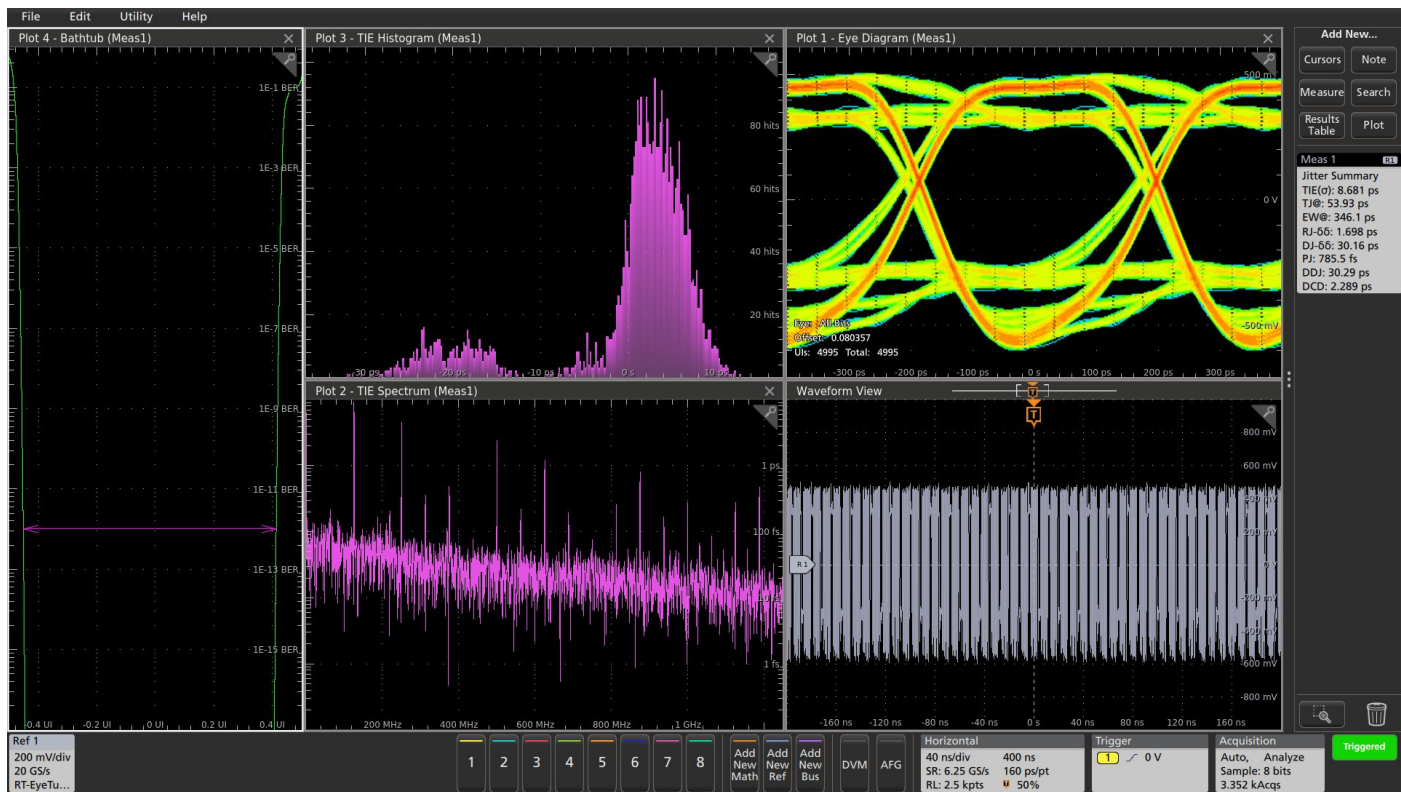 File Edit Utility Help
Plot 4 - Bathtub (Meas1)
1E-1 BER
1E-3 BER
1E-5 BER
1E-7 BER
1E-9 BER
1E-11 BER
1E-13 BER
1E-15 BER
-0.4 UI -0.2 UI 0 UI 0.2 UI 0.4 UI
Plot 3 - TIE Histogram (Meas1)
80 hits
60 hits
40 hits
20 hits
-30 ps -20 ps -10 ps 0 s 10 ps
Plot 1 - Eye Diagram (Meas1)
500 mV
0 V
-500 mV
Eye: All Bits
Offset: 0.080357
UIs: 4995 Total: 4995
-300 ps -200 ps -100 ps 0 s 100 ps 200 ps 300 ps
Plot 2 - TIE Spectrum (Meas1)
1 ps
100 fs
10 fs
1 fs
200 MHz 400 MHz 600 MHz 800 MHz 1 GHz
Waveform View
T
T
800 mV
600 mV
400 mV
200 mV
0 V
-200 mV
-400 mV
-600 mV
-800 mV
R 1
-160 ns -120 ns -80 ns -40 ns 0 s 40 ns 80 ns 120 ns 160 ns
Add New...
Cursors Note
Measure Search
Results Table Plot
Meas 1 R1
Jitter Summary
TIE(σ): 8.681 ps
TJ@: 53.93 ps
EW@: 346.1 ps
RJ-δδ: 1.698 ps
DJ-δδ: 30.16 ps
PJ: 785.5 fs
DDJ: 30.29 ps
DCD: 2.289 ps
Ref 1
200 mV/div
20 GS/s
RT-EyeTu...
1 2 3 4 5 6 7 8
Add New Math
Add New Ref
Add New Bus
DVM AFG
Horizontal
40 ns/div 400 ns
SR: 6.25 GS/s 160 ps/pt
RL: 2.5 kpts 50%
Trigger
1 0 V
Acquisition
Auto, Analyze
Sample: 8 bits
3.352 kAcqs
Triggered